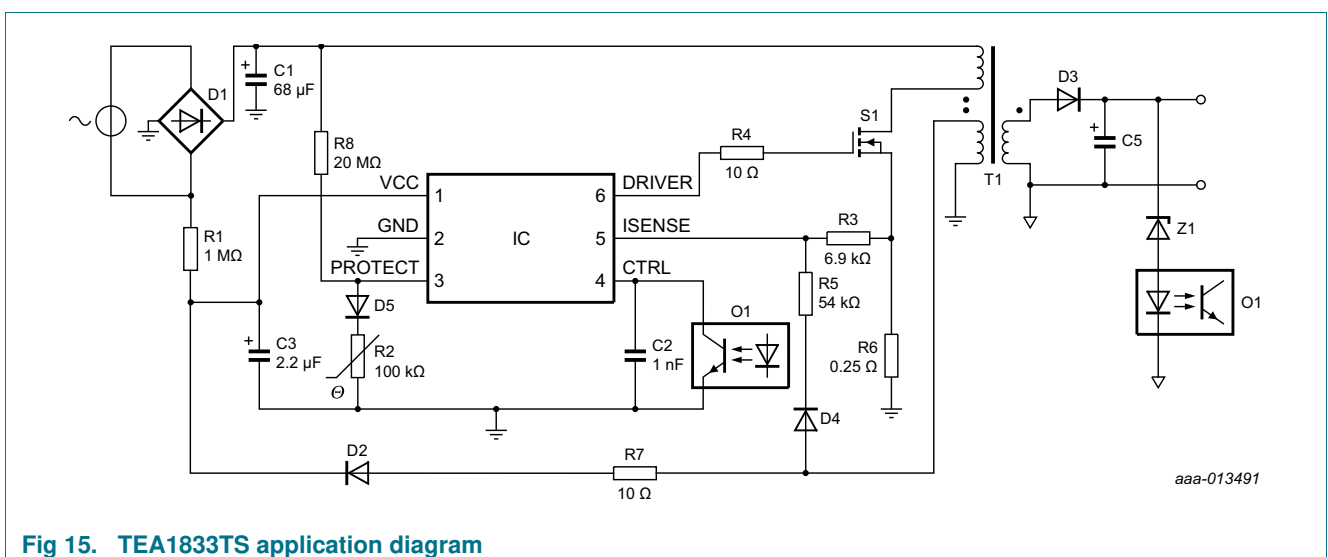 D1
C1
68 µF
R8
20 MΩ
R1
1 MΩ
C3
2.2 µF
VCC
GND
PROTECT
1
2
3
IC
6
5
4
DRIVER
ISENSE
CTRL
D5
R2
100 kΩ
Θ
C2
1 nF
O1
R4
10 Ω
S1
R3
6.9 kΩ
R5
54 kΩ
R6
0.25 Ω
D4
D2
R7
10 Ω
T1
D3
C5
Z1
O1
aaa-013491
Fig 15. TEA1833TS application diagram